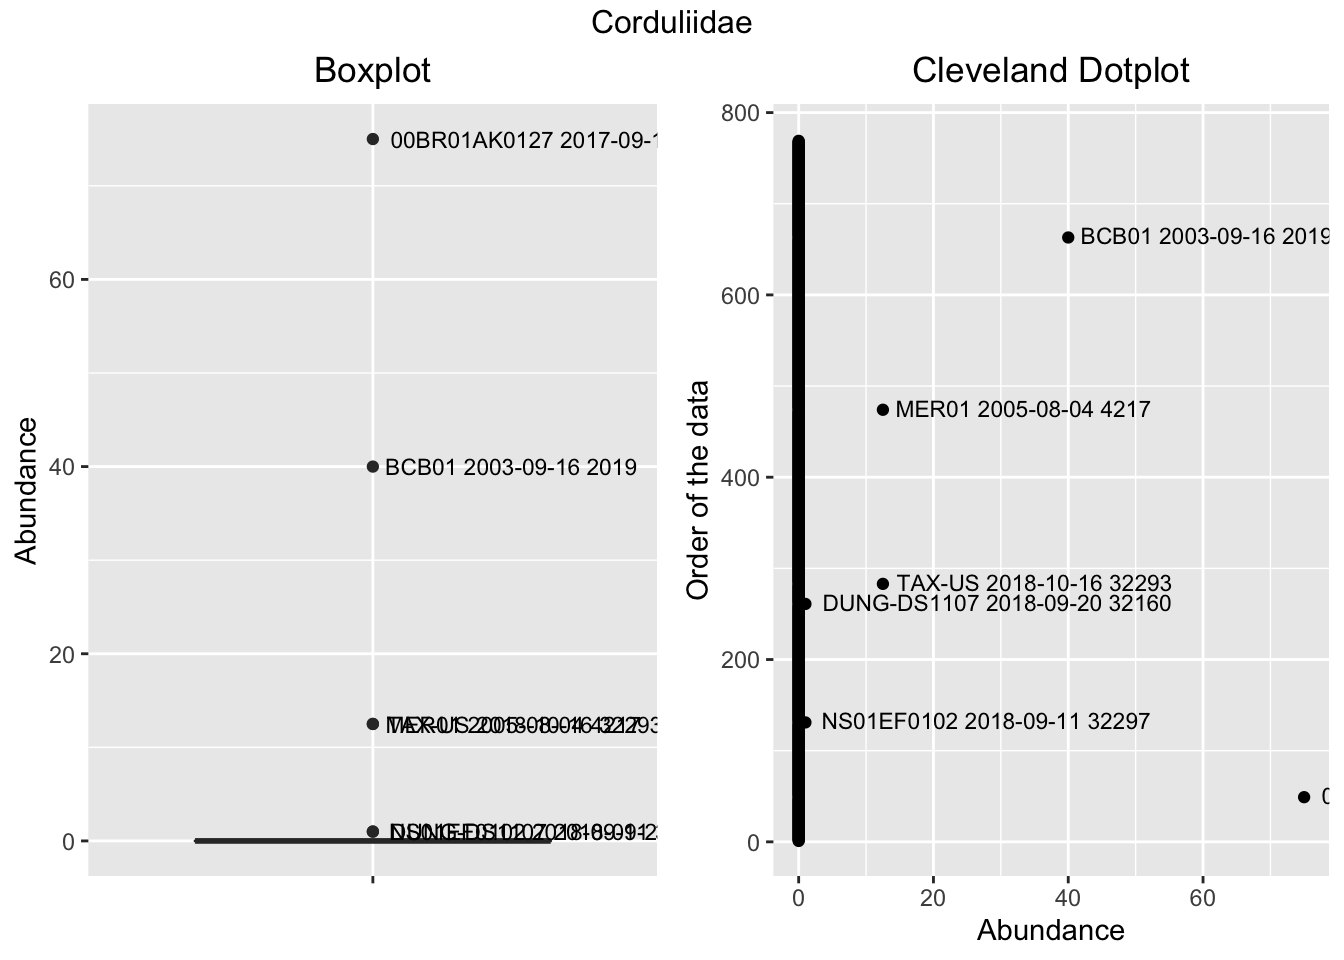 Corduliidae
Boxplot
Abundance
60
40
20
0
00BR01AK0127 2017-09-1
BCB01 2003-09-16 2019
Cleveland Dotplot
Order of the data
800
600
400
200
0
BCB01 2003-09-16 2019
MER01 2005-08-04 4217
TAX-US 2018-10-16 32293
DUNG-DS1107 2018-09-20 32160
NS01EF0102 2018-09-11 32297
0
0 20 40 60
Abundance